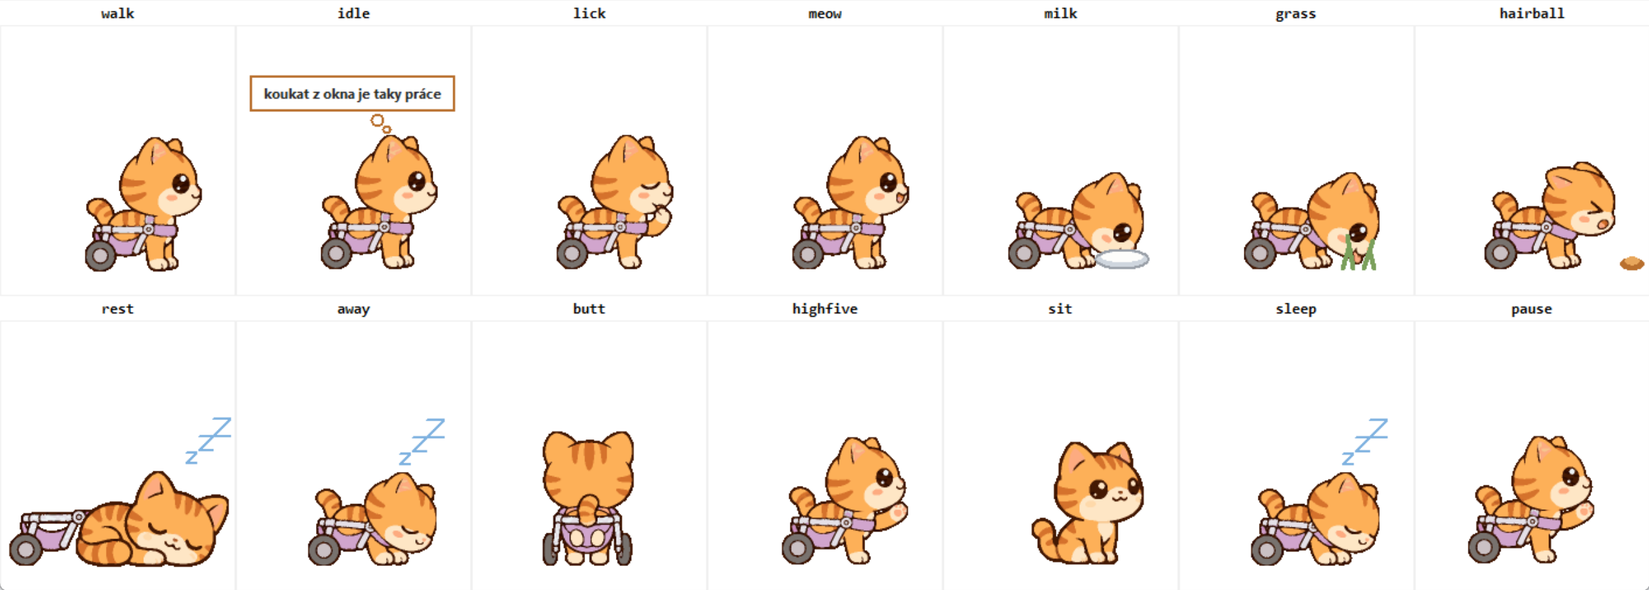 walk
idle
lick
meow
milk
grass
hairball
koukat z okna je taky práce
rest
away
butt
highfive
sit
sleep
pause
z Z Z
z Z Z
z Z Z